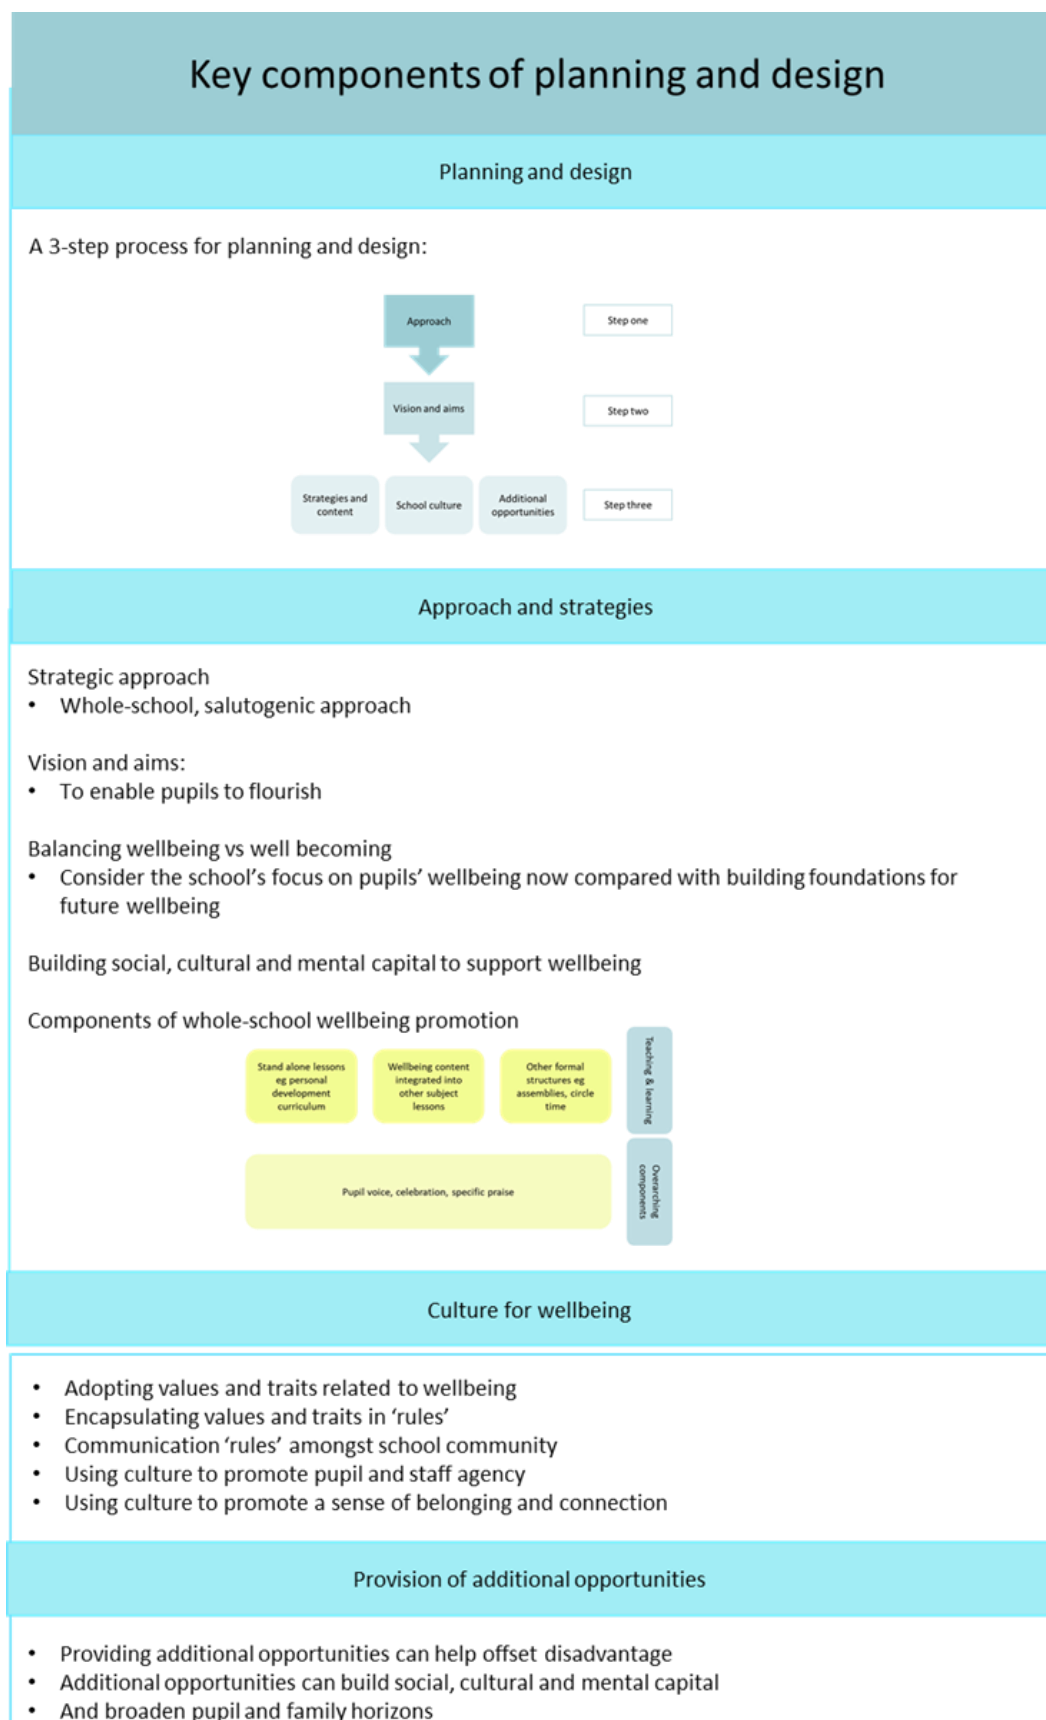 Key components of planning and design
Planning and design
A 3-step process for planning and design:
Approach
Step one
Vision and aims
Step two
Strategies and
content
School culture
Additional
opportunities
Step three
Approach and strategies
Strategic approach
• Whole-school, salutogenic approach
Vision and aims:
• To enable pupils to flourish
Balancing wellbeing vs well becoming
• Consider the school’s focus on pupils’ wellbeing now compared with building foundations for
future wellbeing
Building social, cultural and mental capital to support wellbeing
Components of whole-school wellbeing promotion
Stand alone lessons
eg personal
development
curriculum
Wellbeing content
integrated into
other subject
lessons
Other formal
structures eg
assemblies, circle
time
Teaching & learning
Pupil voice, celebration, specific praise
Overarching
components
Culture for wellbeing
• Adopting values and traits related to wellbeing
• Encapsulating values and traits in ‘rules’
• Communication ‘rules’ amongst school community
• Using culture to promote pupil and staff agency
• Using culture to promote a sense of belonging and connection
Provision of additional opportunities
• Providing additional opportunities can help offset disadvantage
• Additional opportunities can build social, cultural and mental capital
• And broaden pupil and family horizons